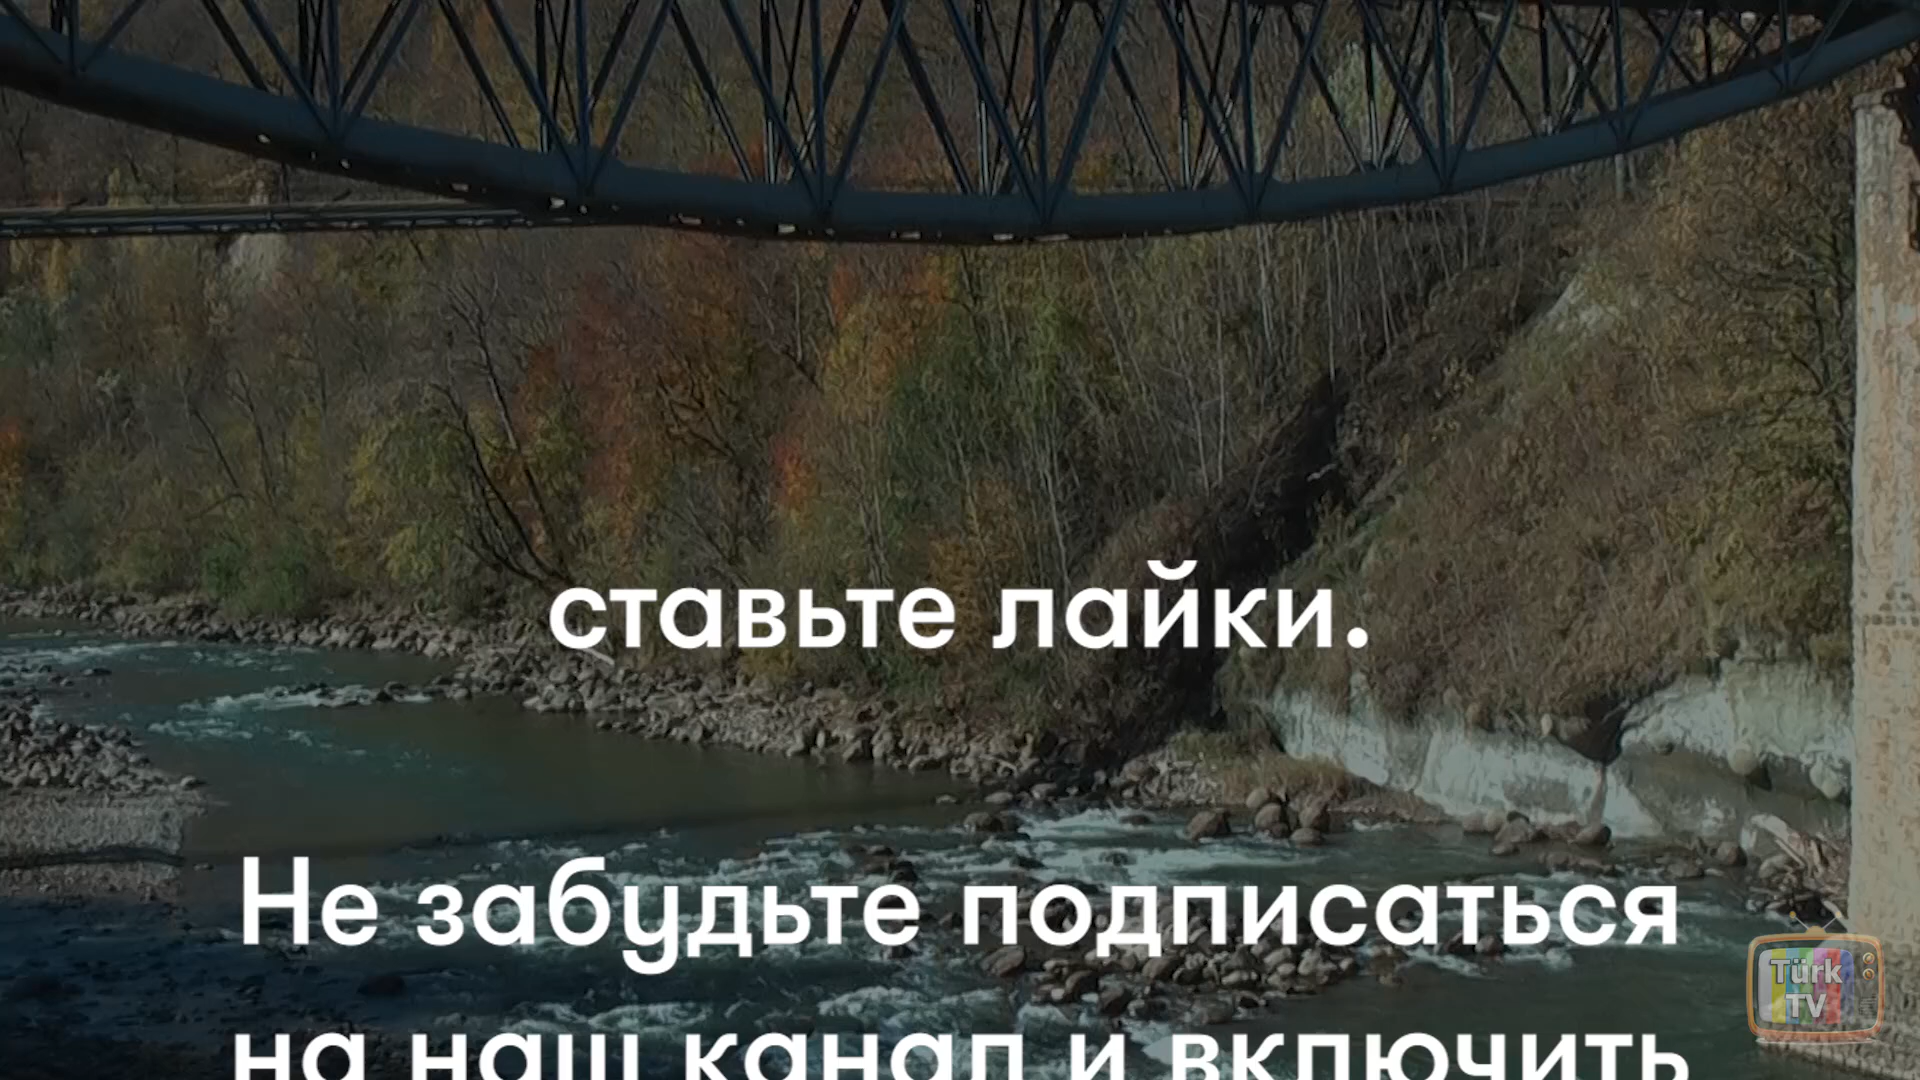 ставьте лайки.
Не забудьте подписаться
на наш канал и включить
Türk
TV